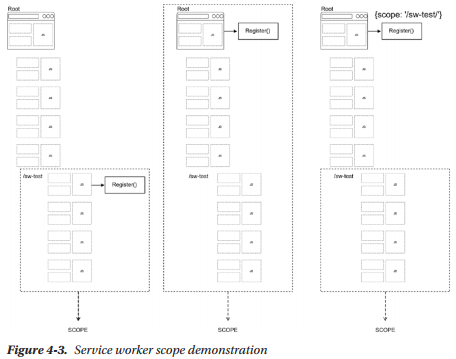 Root
Root
Root
{scope: '/sw-test/'}
Register()
Register()
/sw-test
/sw-test
/sw-test
Register()
SCOPE
SCOPE
SCOPE
Figure 4-3. Service worker scope demonstration